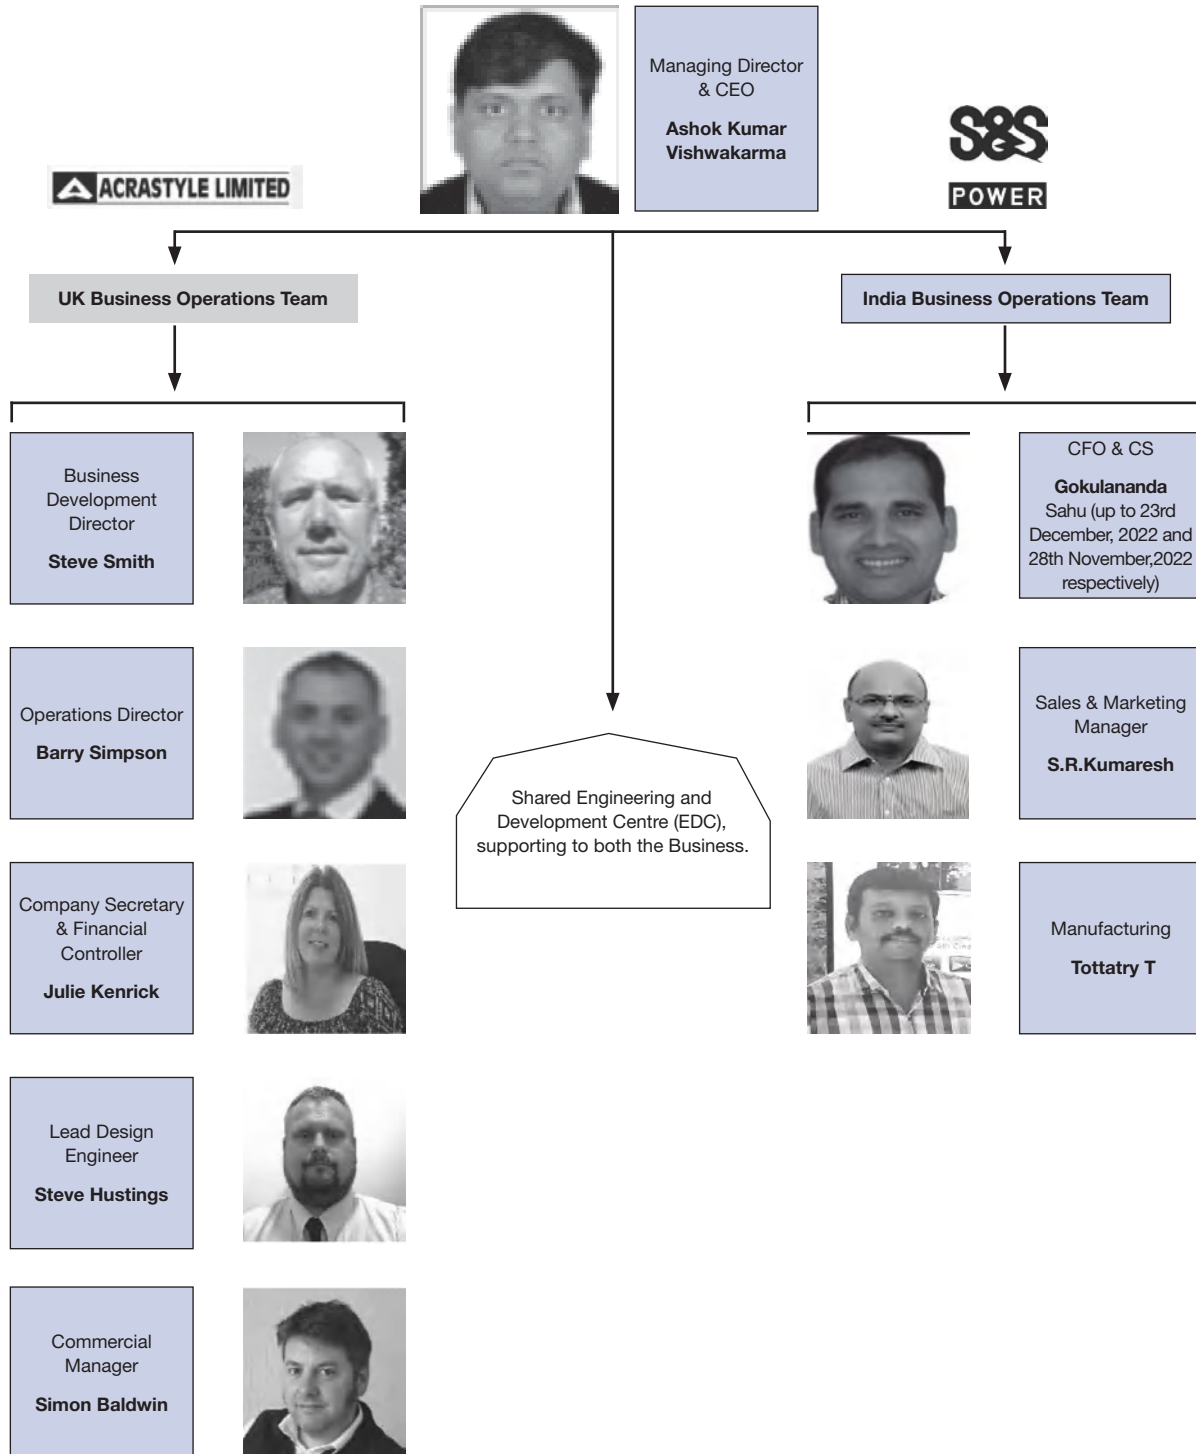 Managing Director
& CEO
Ashok Kumar
Vishwakarma
ACRASTYLE LIMITED
S&S
POWER
UK Business Operations Team
India Business Operations Team
Business
Development
Director
Steve Smith
CFO & CS
Gokulananda
Sahu (up to 23rd
December, 2022 and
28th November,2022
respectively)
Operations Director
Barry Simpson
Sales & Marketing
Manager
S.R.Kumaresh
Shared Engineering and
Development Centre (EDC),
supporting to both the Business.
Company Secretary
& Financial
Controller
Julie Kenrick
Manufacturing
Tottatry T
Lead Design
Engineer
Steve Hustings
Commercial
Manager
Simon Baldwin